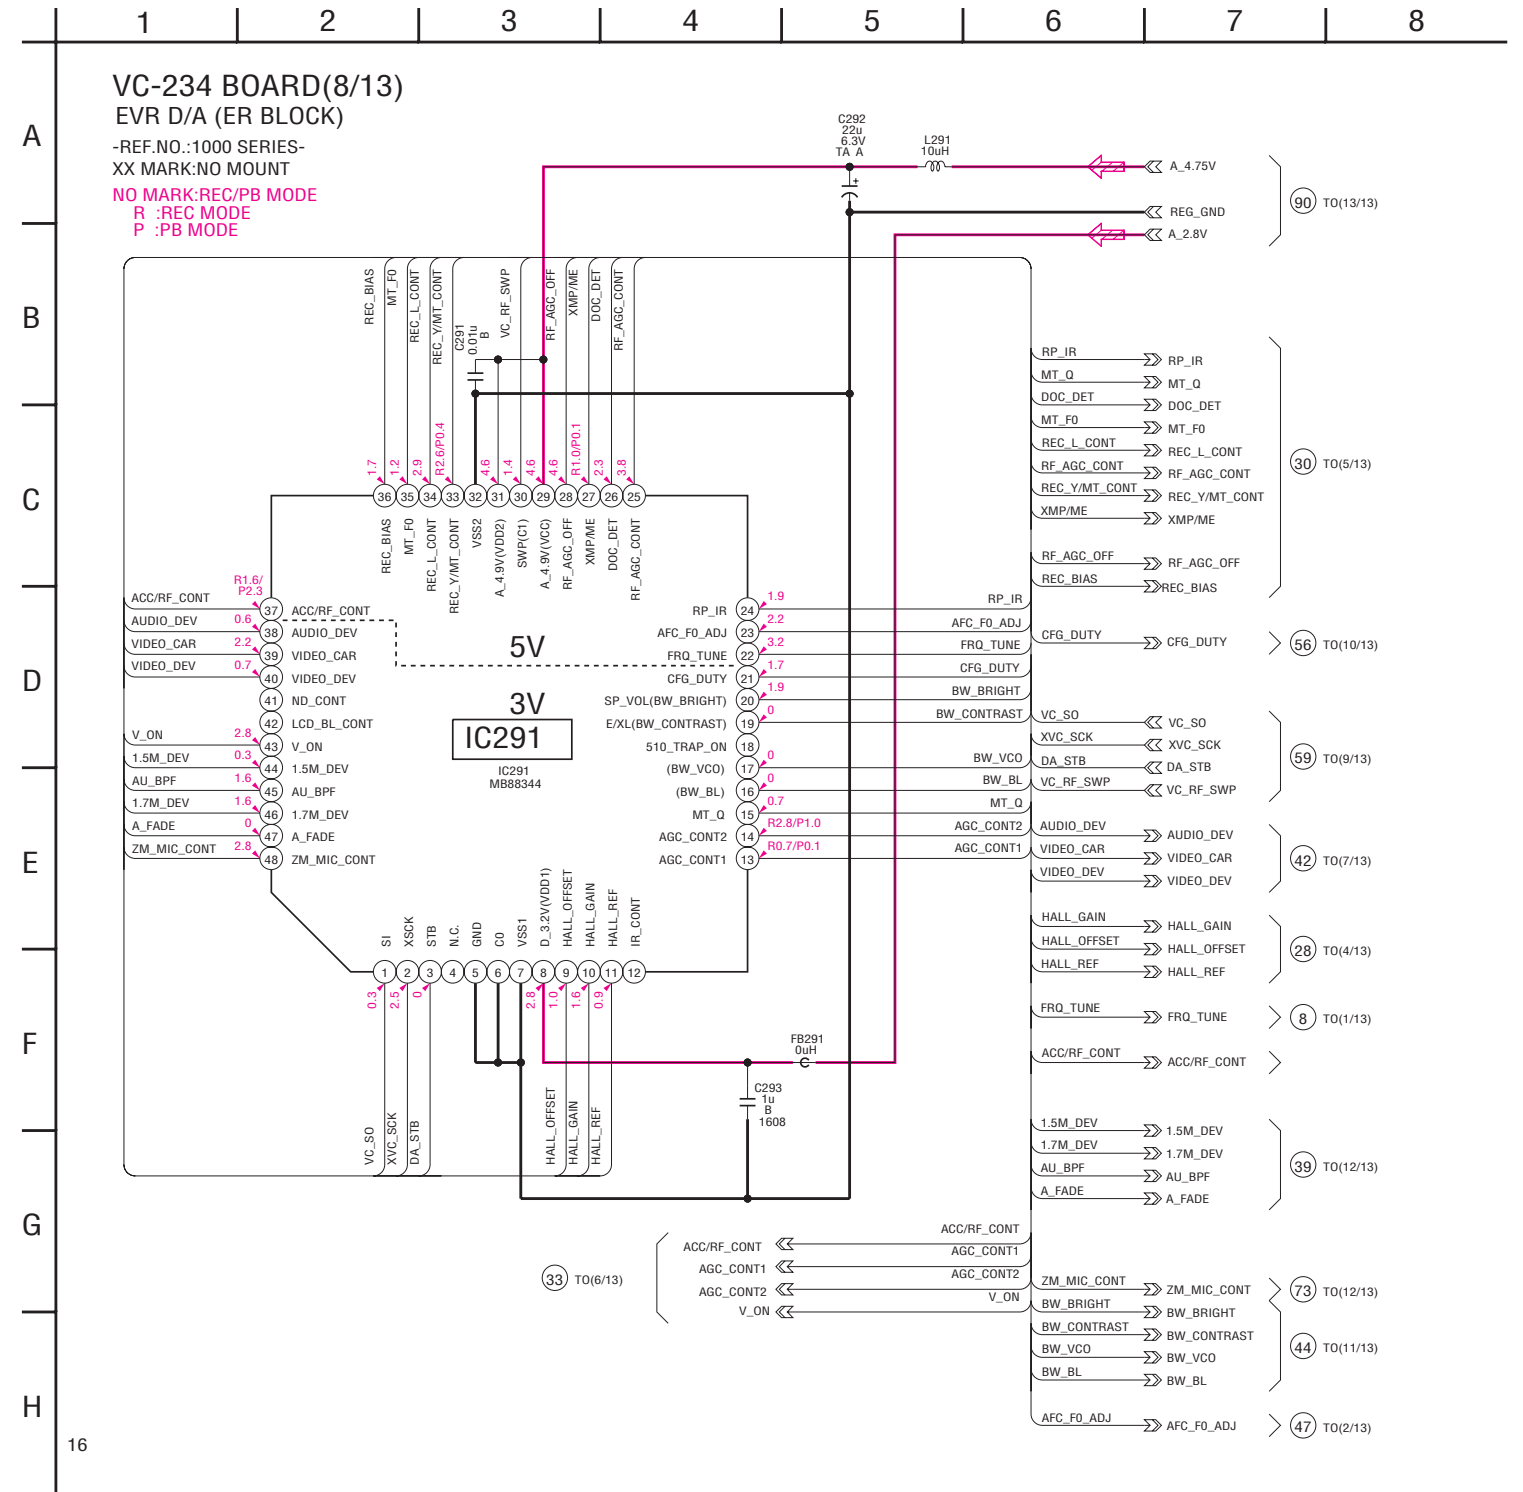 1 2 3 4 5 6 7 8
A
B
C
D
E
F
G
H
VC-234 BOARD(8/13)
EVR D/A (ER BLOCK)
-REF.NO.:1000 SERIES-
XX MARK:NO MOUNT
NO MARK:REC/PB MODE
R :REC MODE
P :PB MODE
C292
22u
6.3V
TA A
+
L291
10uH
A_4.75V
REG_GND
A_2.8V
90 TO(13/13)
REC_BIAS
MT_F0
REC_L_CONT
REC_Y/MT_CONT
C291
0.01u
B
VC_RF_SWP
RF_AGC_OFF
XMP/ME
DOC_DET
RF_AGC_CONT
1.7
1.2
2.9
R2.6/P0.4
4.6
1.4
4.6
4.6
R1.0/P0.1
2.3
3.8
36 35 34 33 32 31 30 29 28 27 26 25
REC_BIAS
MT_F0
REC_L_CONT
REC_Y/MT_CONT
VSS2
A_4.9V(VDD2)
SWP(C1)
A_4.9V(VCC)
RF_AGC_OFF
XMP/ME
DOC_DET
RF_AGC_CONT
ACC/RF_CONT R1.6/
P2.3 37 ACC/RF_CONT
AUDIO_DEV 0.6 38 AUDIO_DEV
VIDEO_CAR 2.2 39 VIDEO_CAR
VIDEO_DEV 0.7 40 VIDEO_DEV
41 ND_CONT
42 LCD_BL_CONT
V_ON 2.8 43 V_ON
1.5M_DEV 0.3 44 1.5M_DEV
AU_BPF 1.6 45 AU_BPF
1.7M_DEV 1.6 46 1.7M_DEV
A_FADE 0 47 A_FADE
ZM_MIC_CONT 2.8 48 ZM_MIC_CONT
5V
3V
IC291
IC291
MB88344
RP_IR 24 1.9 RP_IR
AFC_F0_ADJ 23 2.2 AFC_F0_ADJ
FRQ_TUNE 22 3.2 FRQ_TUNE
CFG_DUTY 21 1.7 CFG_DUTY
SP_VOL(BW_BRIGHT) 20 1.9 BW_BRIGHT
E/XL(BW_CONTRAST) 19 0 BW_CONTRAST
510_TRAP_ON 18
(BW_VCO) 17 0 BW_VCO
(BW_BL) 16 0 BW_BL
MT_Q 15 0.7 MT_Q
AGC_CONT2 14 R2.8/P1.0 AGC_CONT2
AGC_CONT1 13 R0.7/P0.1 AGC_CONT1
SI
XSCK
STB
N.C.
GND
C0
VSS1
D_3.2V(VDD1)
HALL_OFFSET
HALL_GAIN
HALL_REF
IR_CONT
1 2 3 4 5 6 7 8 9 10 11 12
0.3
2.5
0
2.8
1.0
1.6
0.9
VC_SO
XVC_SCK
DA_STB
HALL_OFFSET
HALL_GAIN
HALL_REF
FB291
0uH
C293
1u
B
1608
RP_IR RP_IR
MT_Q MT_Q
DOC_DET DOC_DET
MT_F0 MT_F0
REC_L_CONT REC_L_CONT
RF_AGC_CONT RF_AGC_CONT
REC_Y/MT_CONT REC_Y/MT_CONT
XMP/ME XMP/ME
RF_AGC_OFF RF_AGC_OFF
REC_BIAS REC_BIAS
30 TO(5/13)
CFG_DUTY CFG_DUTY 56 TO(10/13)
VC_SO VC_SO
XVC_SCK XVC_SCK
DA_STB DA_STB
VC_RF_SWP VC_RF_SWP
59 TO(9/13)
AUDIO_DEV AUDIO_DEV
VIDEO_CAR VIDEO_CAR
VIDEO_DEV VIDEO_DEV
42 TO(7/13)
HALL_GAIN HALL_GAIN
HALL_OFFSET HALL_OFFSET
HALL_REF HALL_REF
28 TO(4/13)
FRQ_TUNE FRQ_TUNE 8 TO(1/13)
ACC/RF_CONT ACC/RF_CONT
1.5M_DEV 1.5M_DEV
1.7M_DEV 1.7M_DEV
AU_BPF AU_BPF
A_FADE A_FADE
39 TO(12/13)
33 TO(6/13)
ACC/RF_CONT ACC/RF_CONT
AGC_CONT1 AGC_CONT1
AGC_CONT2 AGC_CONT2
V_ON V_ON
ZM_MIC_CONT ZM_MIC_CONT 73 TO(12/13)
BW_BRIGHT BW_BRIGHT
BW_CONTRAST BW_CONTRAST
BW_VCO BW_VCO
BW_BL BW_BL
44 TO(11/13)
AFC_F0_ADJ AFC_F0_ADJ 47 TO(2/13)
16